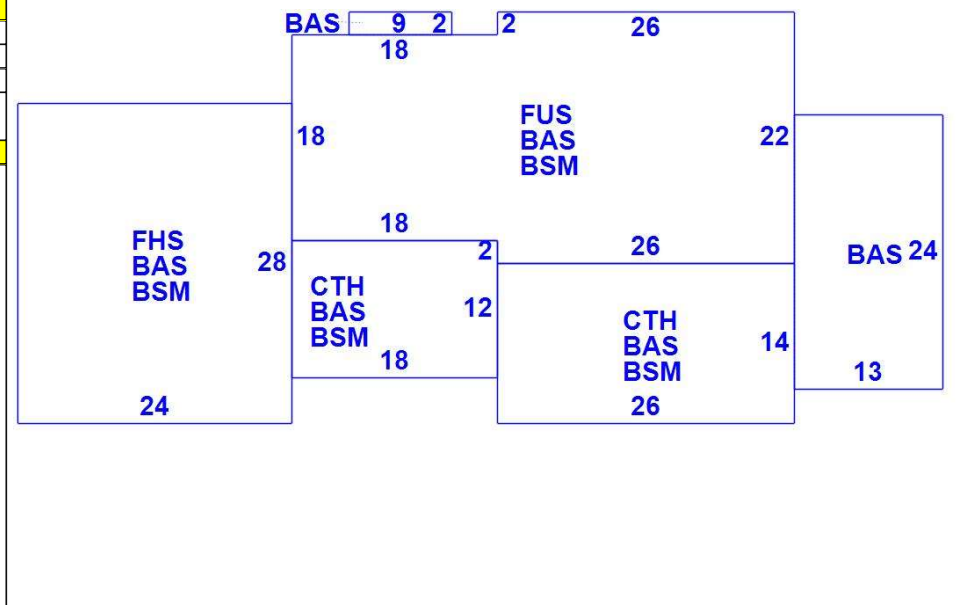 BAS 9 2 2 26
18
FUS
BAS
BSM
18
22
18
26
FHS
BAS
BSM
28
2
CTH
BAS
BSM
12
CTH
BAS
BSM
14
BAS 24
18
13
24
26